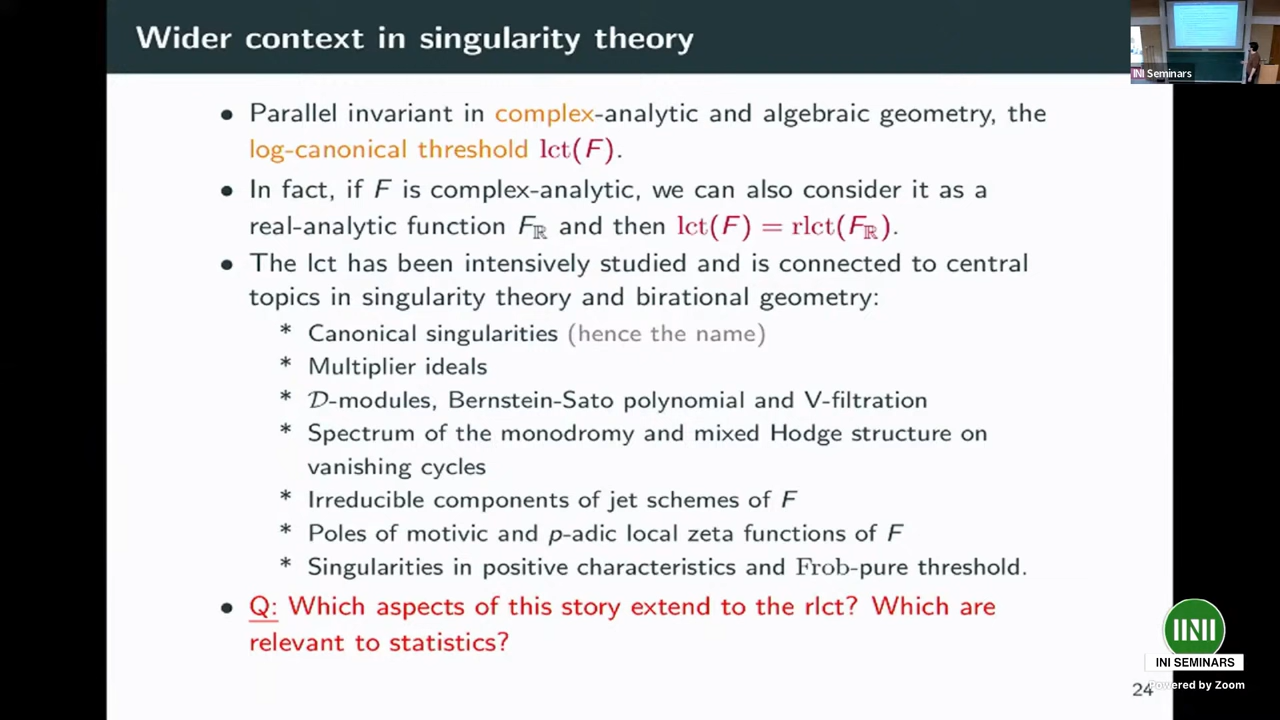 Wider context in singularity theory
INI Seminars
• Parallel invariant in complex-analytic and algebraic geometry, the
log-canonical threshold lct(F).
• In fact, if F is complex-analytic, we can also consider it as a
real-analytic function Fℝ and then lct(F) = rlct(Fℝ).
• The lct has been intensively studied and is connected to central
topics in singularity theory and birational geometry:
* Canonical singularities (hence the name)
* Multiplier ideals
* 𝒟-modules, Bernstein-Sato polynomial and V-filtration
* Spectrum of the monodromy and mixed Hodge structure on
vanishing cycles
* Irreducible components of jet schemes of F
* Poles of motivic and p-adic local zeta functions of F
* Singularities in positive characteristics and Frob-pure threshold.
• Q: Which aspects of this story extend to the rlct? Which are
relevant to statistics?
INI
INI SEMINARS
Powered by Zoom
24